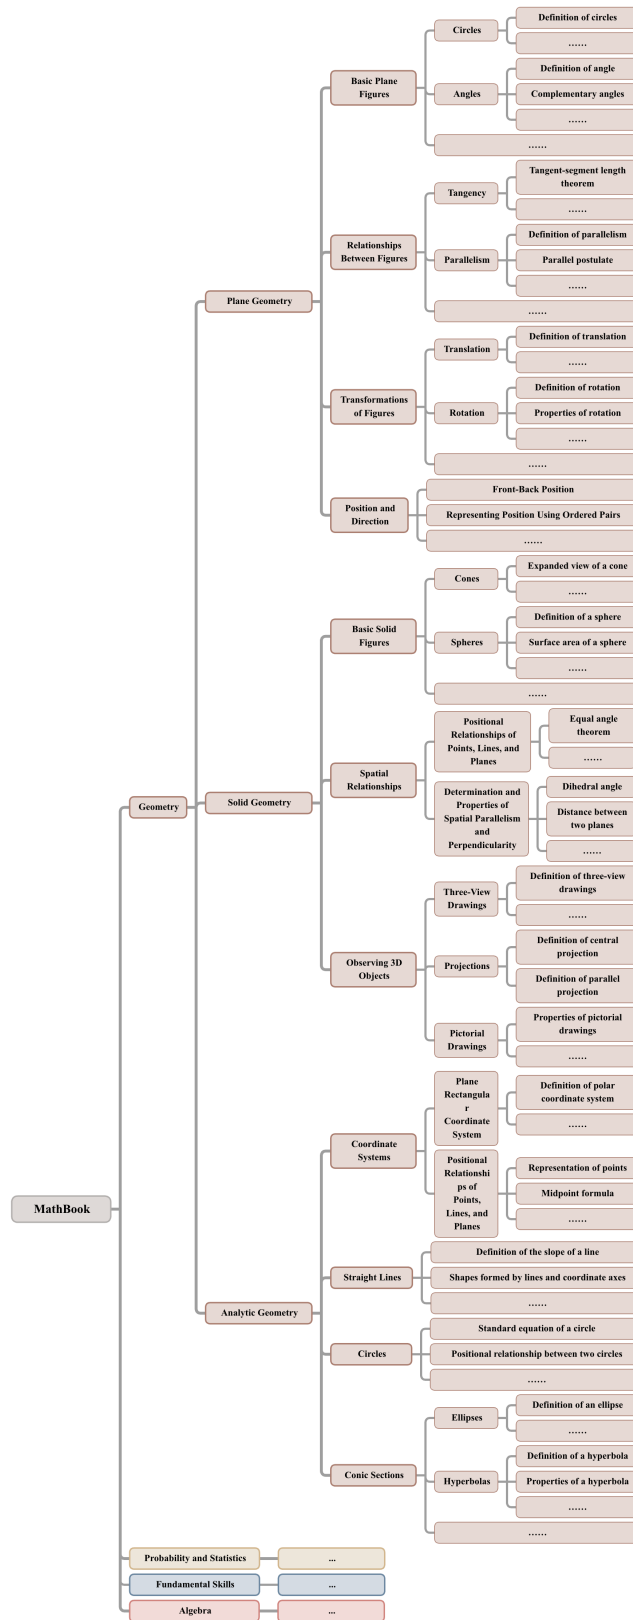 Definition of circles
Circles
......
Basic Plane
Figures
Definition of angle
Angles
Complementary angles
......
......
Tangent-segment length
theorem
Tangency
......
Relationships
Between Figures
Definition of parallelism
Parallelism
Parallel postulate
......
......
Plane Geometry
Definition of translation
Translation
......
Transformations
of Figures
Definition of rotation
Rotation
Properties of rotation
......
......
Position and
Direction
Front-Back Position
Representing Position Using Ordered Pairs
......
Expanded view of a cone
Cones
......
Basic Solid
Figures
Definition of a sphere
Spheres
Surface area of a sphere
......
......
Positional
Relationships of
Points, Lines, and
Planes
Equal angle
theorem
......
Spatial
Relationships
Geometry
Solid Geometry
Determination and
Properties of
Spatial Parallelism
and
Perpendicularity
Dihedral angle
Distance between
two planes
......
Three-View
Drawings
Definition of three-view
drawings
......
Observing 3D
Objects
Projections
Definition of central
projection
Definition of parallel
projection
Pictorial
Drawings
Properties of pictorial
drawings
......
Plane
Rectangula
r
Coordinate
System
Definition of polar
coordinate system
......
Coordinate
Systems
Positional
Relationshi
ps of
Points,
Lines, and
Planes
Representation of points
Midpoint formula
......
MathBook
Straight Lines
Definition of the slope of a line
Shapes formed by lines and coordinate axes
......
Analytic Geometry
Circles
Standard equation of a circle
Positional relationship between two circles
......
Ellipses
Definition of an ellipse
......
Conic Sections
Hyperbolas
Definition of a hyperbola
Properties of a hyperbola
......
......
Probability and Statistics
...
Fundamental Skills
...
Algebra
...